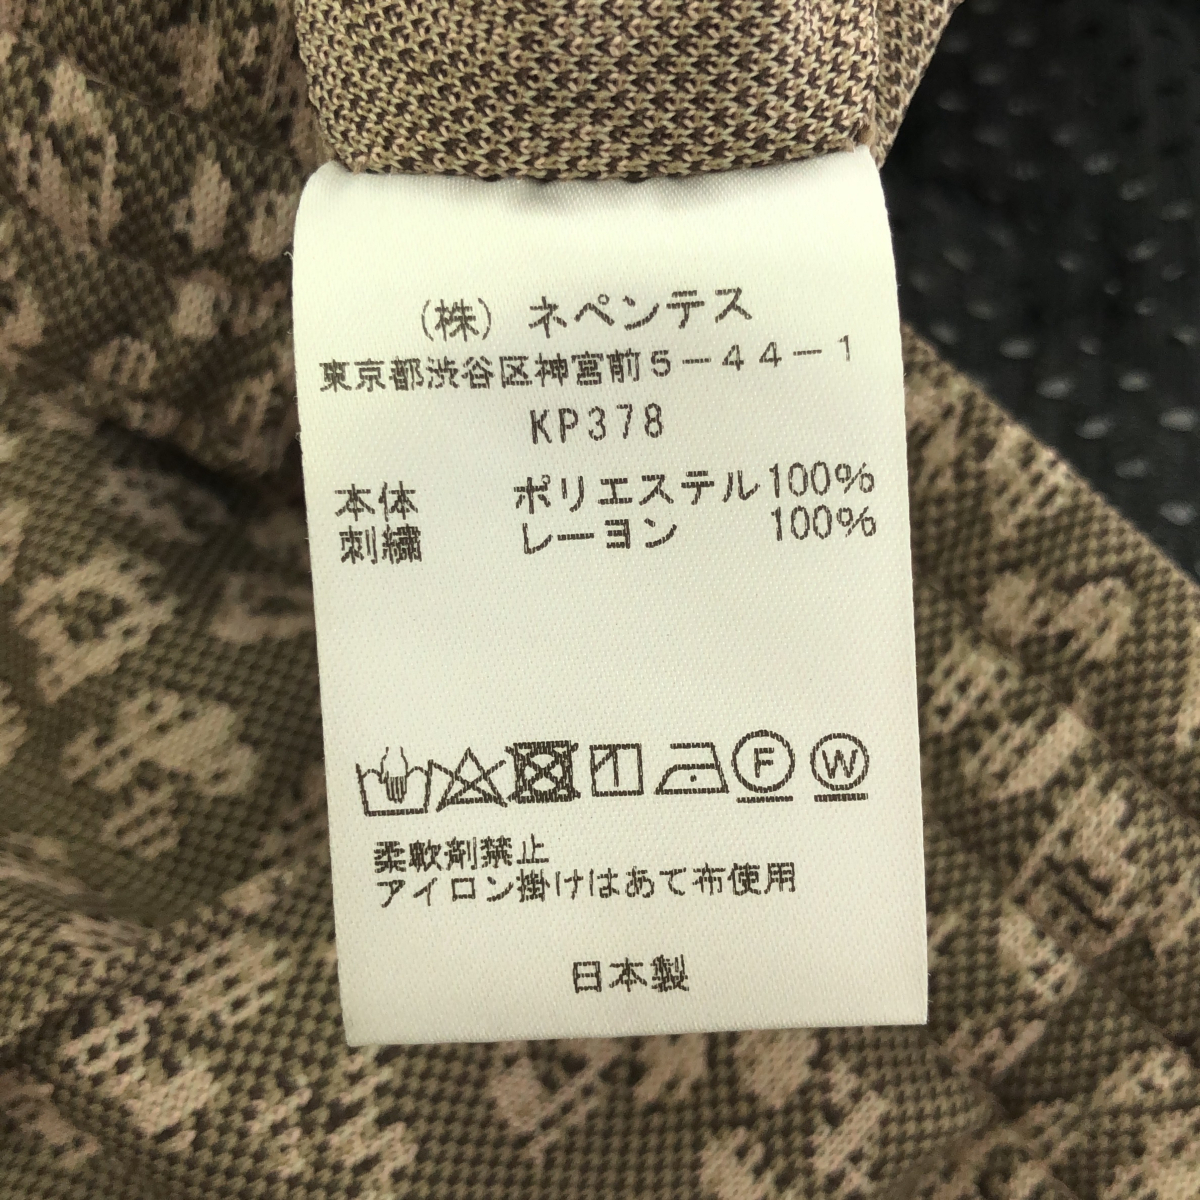 （株） ネペンテス
東京都渋谷区神宮前５－４４－１
KP378
本体 ポリエステル100%
刺繍 レーヨン 100%
F W
柔軟剤禁止
アイロン掛けはあて布使用
日本製